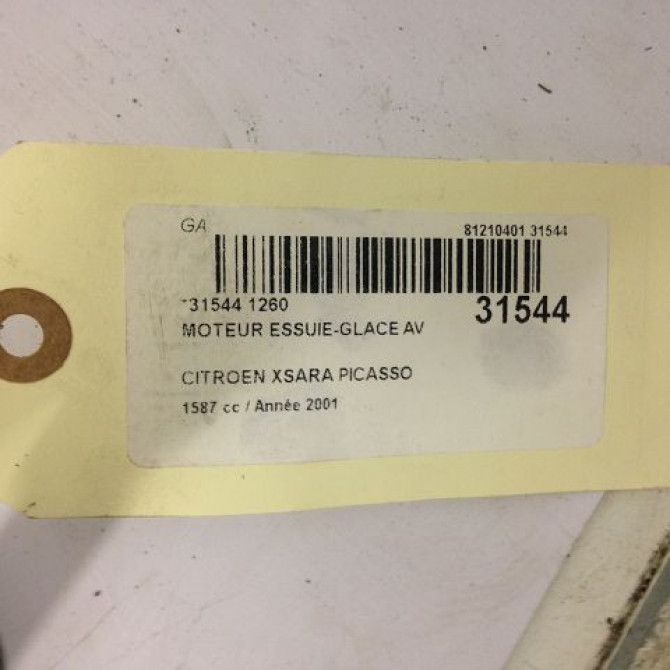 GA
81210401 31544
*31544 1260
31544
MOTEUR ESSUIE-GLACE AV
CITROEN XSARA PICASSO
1587 cc / Année 2001